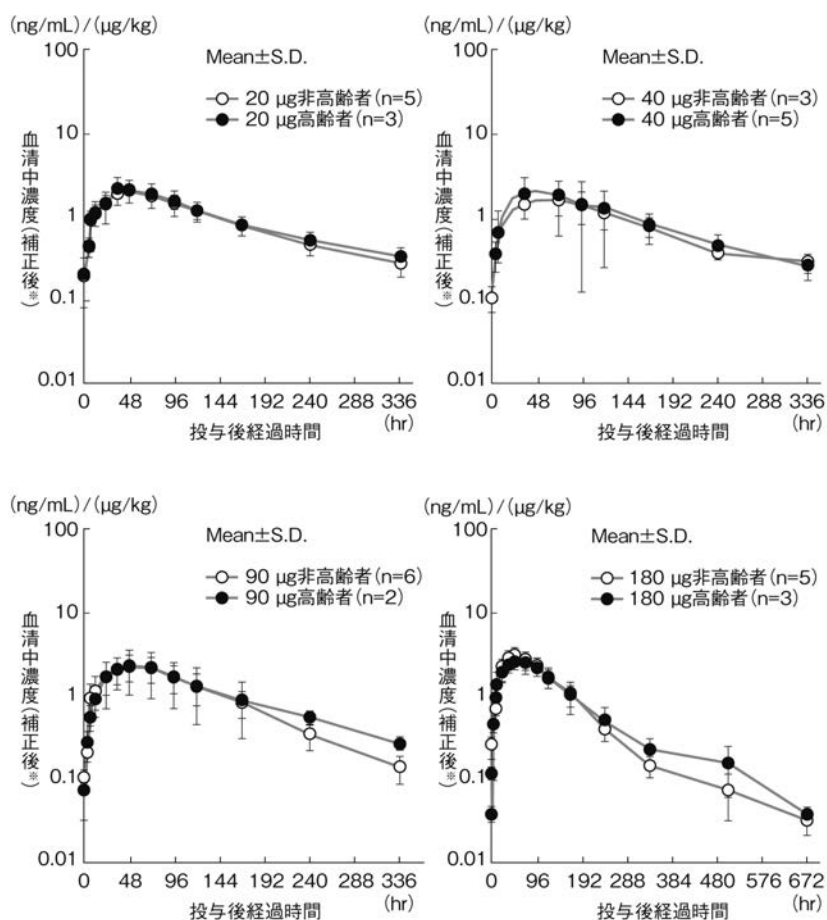 (ng/mL)/(μg/kg)
100
10
1
0.1
0.01
血清中濃度(補正後※)
Mean±S.D.
20 μg非高齢者(n=5)
20 μg高齢者(n=3)
0 48 96 144 192 240 288 336
(hr)
投与後経過時間
(ng/mL)/(μg/kg)
100
10
1
0.1
0.01
血清中濃度(補正後※)
Mean±S.D.
40 μg非高齢者(n=3)
40 μg高齢者(n=5)
0 48 96 144 192 240 288 336
(hr)
投与後経過時間
(ng/mL)/(μg/kg)
100
10
1
0.1
0.01
血清中濃度(補正後※)
Mean±S.D.
90 μg非高齢者(n=6)
90 μg高齢者(n=2)
0 48 96 144 192 240 288 336
(hr)
投与後経過時間
(ng/mL)/(μg/kg)
100
10
1
0.1
0.01
血清中濃度(補正後※)
Mean±S.D.
180 μg非高齢者(n=5)
180 μg高齢者(n=3)
0 96 192 288 384 480 576 672
(hr)
投与後経過時間